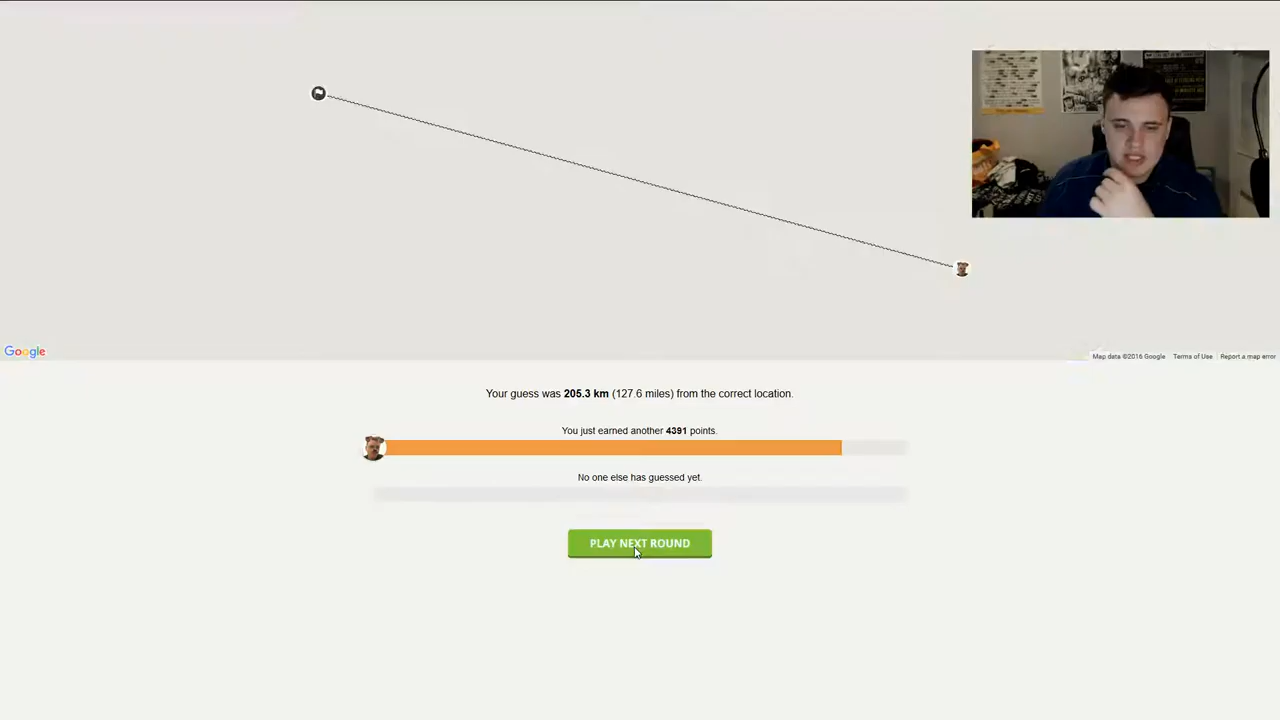 Google
Map data ©2016 Google Terms of Use Report a map error
Your guess was 205.3 km (127.6 miles) from the correct location.
You just earned another 4391 points.
No one else has guessed yet.
PLAY NEXT ROUND